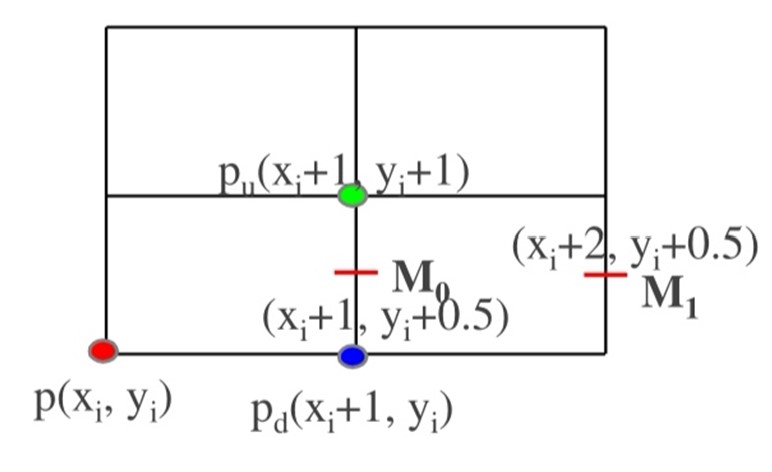 pᵤ(xᵢ+1, yᵢ+1)
(xᵢ+2, yᵢ+0.5)
M₀
M₁
(xᵢ+1, yᵢ+0.5)
p(xᵢ, yᵢ)
p_d(xᵢ+1, yᵢ)